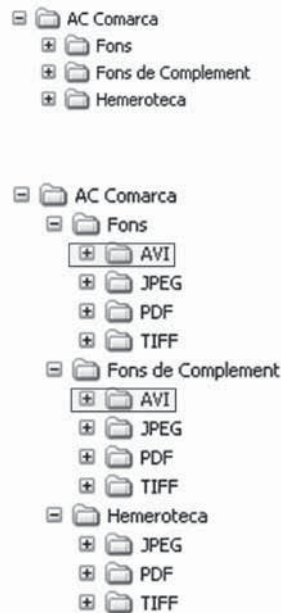 AC Comarca
Fons
Fons de Complement
Hemeroteca
AC Comarca
Fons
AVI
JPEG
PDF
TIFF
Fons de Complement
AVI
JPEG
PDF
TIFF
Hemeroteca
JPEG
PDF
TIFF